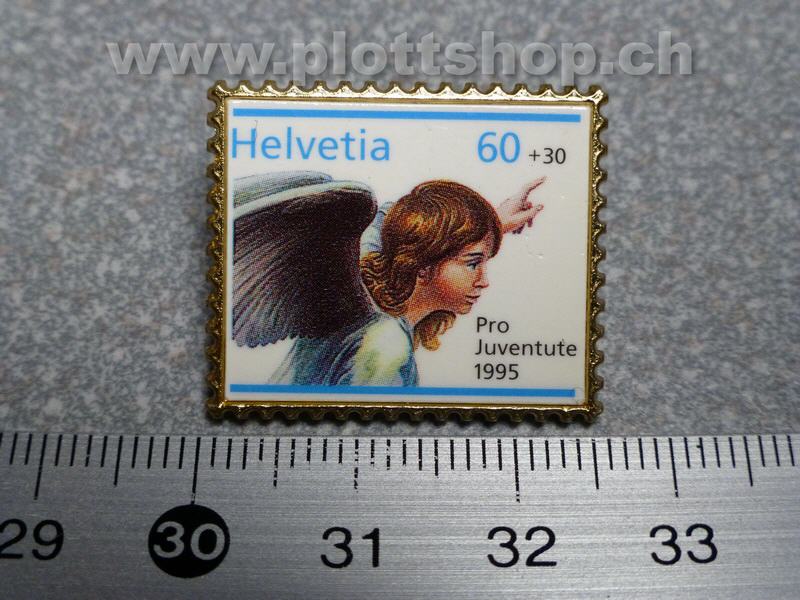 www.plottshop.ch
Helvetia 60 +30
Pro
Juventute
1995
29 30 31 32 33